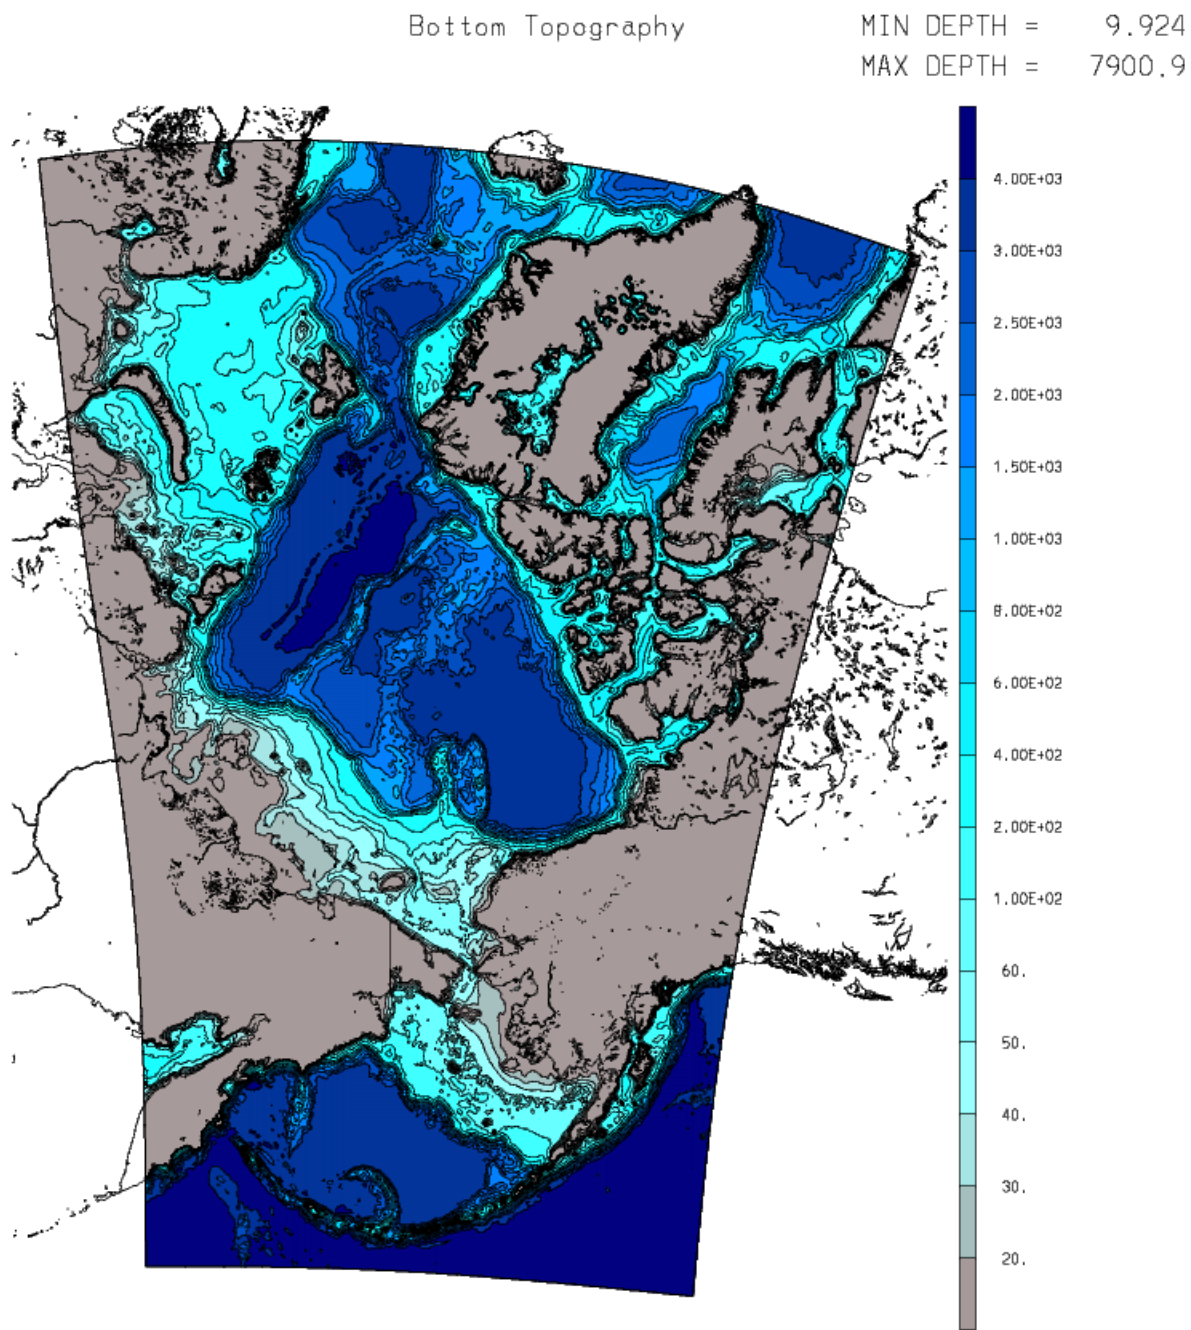 Bottom Topography
MIN DEPTH = 9.924
MAX DEPTH = 7900.9
4.00E+03
3.00E+03
2.50E+03
2.00E+03
1.50E+03
1.00E+03
8.00E+02
6.00E+02
4.00E+02
2.00E+02
1.00E+02
60.
50.
40.
30.
20.